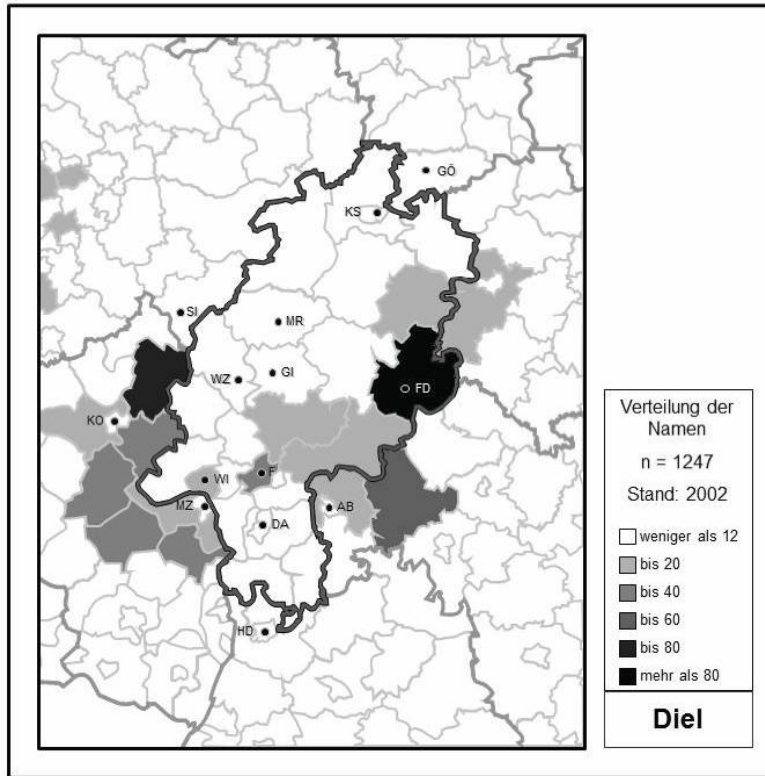 GÖ
KS
SI
MR
WZ
GI
FD
KO
F
WI
MZ
AB
DA
HD
Verteilung der
Namen
n = 1247
Stand: 2002
weniger als 12
bis 20
bis 40
bis 60
bis 80
mehr als 80
Diel